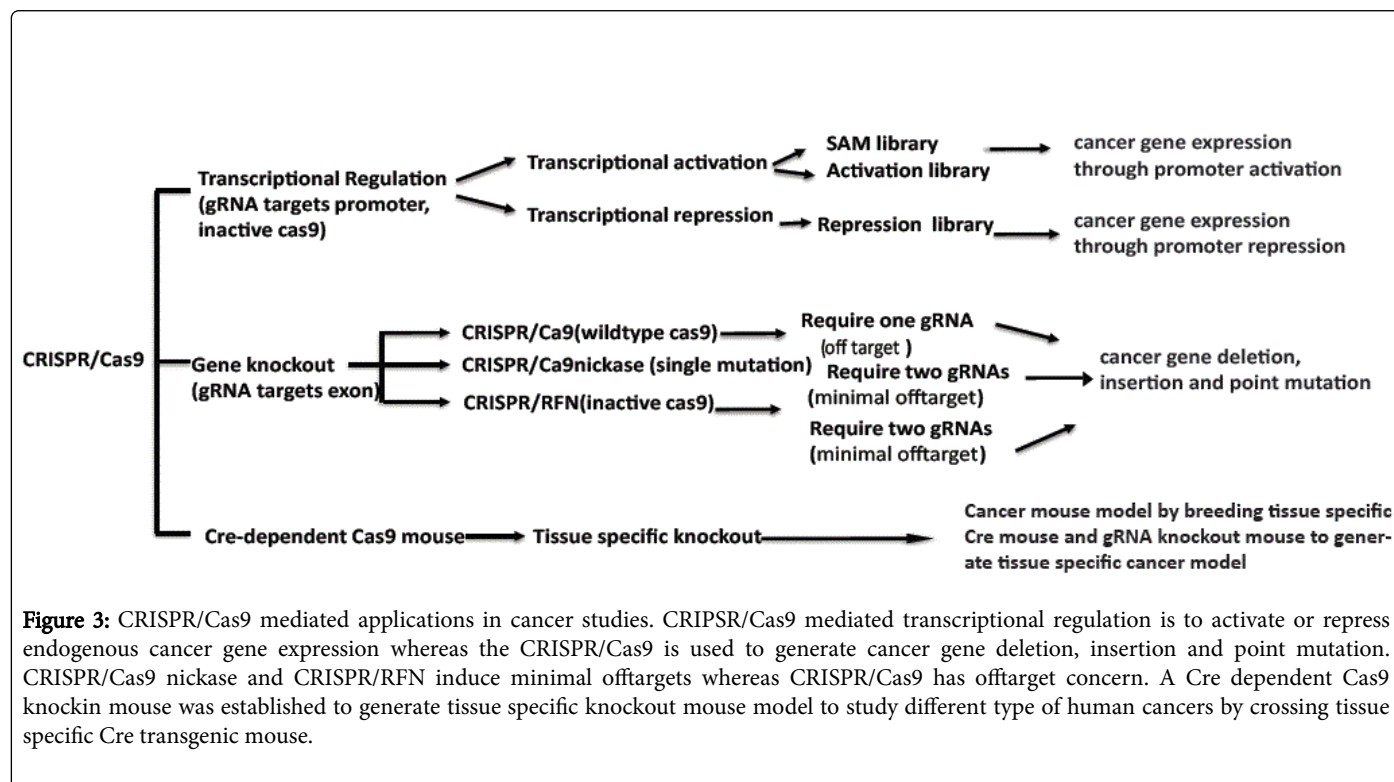 CRISPR/Cas9
Transcriptional Regulation
(gRNA targets promoter,
inactive cas9)
Transcriptional activation
SAM library
Activation library
cancer gene expression
through promoter activation
Transcriptional repression
Repression library
cancer gene expression
through promoter repression
Gene knockout
(gRNA targets exon)
CRISPR/Ca9(wildtype cas9)
CRISPR/Ca9nickase (single mutation)
CRISPR/RFN(inactive cas9)
Require one gRNA
(off target )
Require two gRNAs
(minimal offtarget)
Require two gRNAs
(minimal offtarget)
cancer gene deletion,
insertion and point mutation
Cre-dependent Cas9 mouse
Tissue specific knockout
Cancer mouse model by breeding tissue specific
Cre mouse and gRNA knockout mouse to gener-
ate tissue specific cancer model
Figure 3: CRISPR/Cas9 mediated applications in cancer studies. CRIPSR/Cas9 mediated transcriptional regulation is to activate or repress
endogenous cancer gene expression whereas the CRISPR/Cas9 is used to generate cancer gene deletion, insertion and point mutation.
CRISPR/Cas9 nickase and CRISPR/RFN induce minimal offtargets whereas CRISPR/Cas9 has offtarget concern. A Cre dependent Cas9
knockin mouse was established to generate tissue specific knockout mouse model to study different type of human cancers by crossing tissue
specific Cre transgenic mouse.